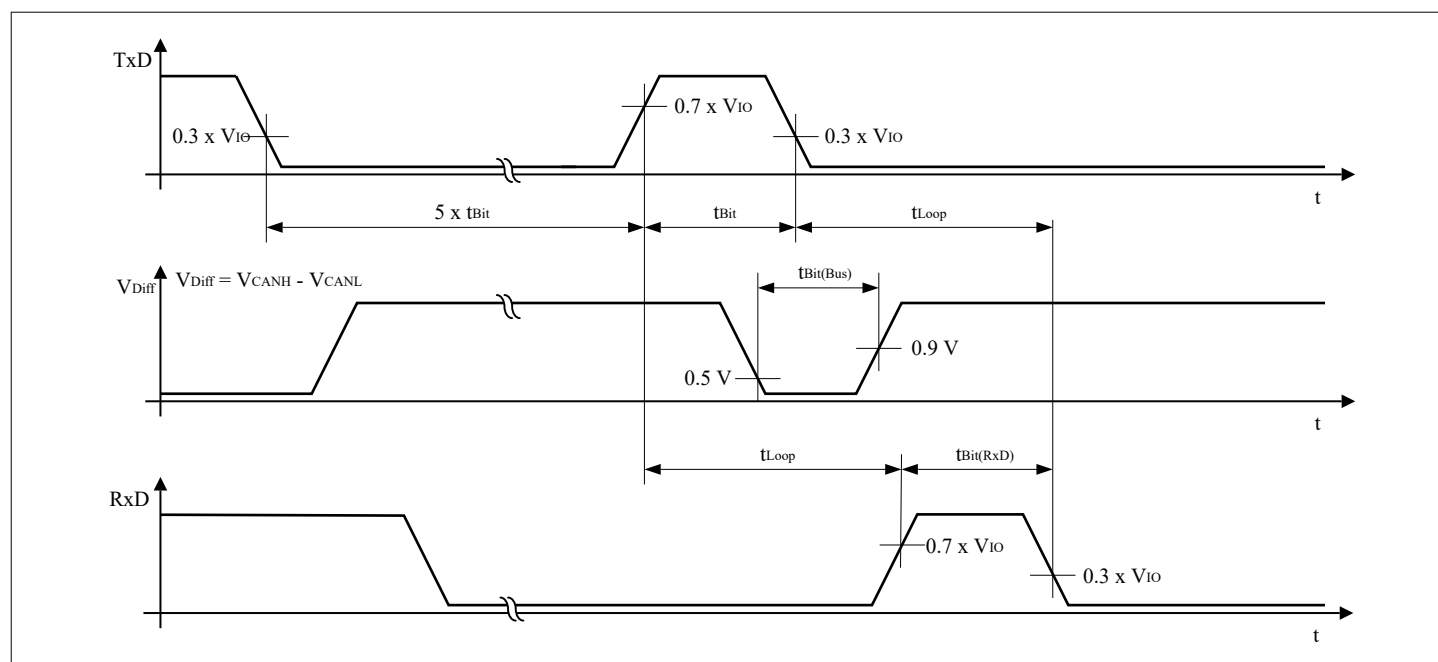 TxD
0.7 x VIO
0.3 x VIO
0.3 x VIO
t
5 x tBit
tBit
tLoop
VDiff
VDiff = VCANH - VCANL
tBit(Bus)
0.9 V
0.5 V
t
tLoop
tBit(RxD)
RxD
0.7 x VIO
0.3 x VIO
t